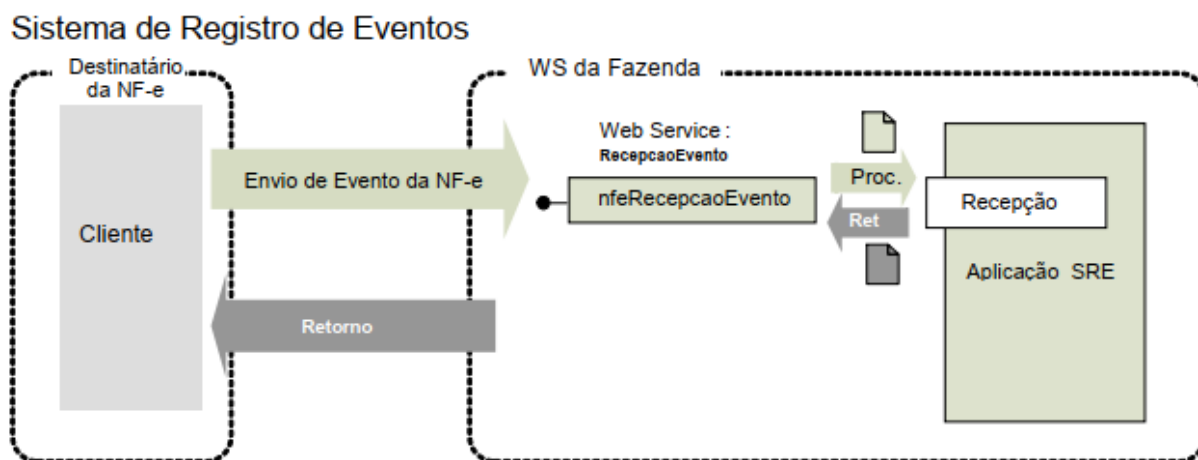 Sistema de Registro de Eventos
Destinatário
da NF-e
WS da Fazenda
Cliente
Envio de Evento da NF-e
Retorno
Web Service :
RecepcaoEvento
nfeRecepcaoEvento
Proc.
Ret
Recepção
Aplicação SRE